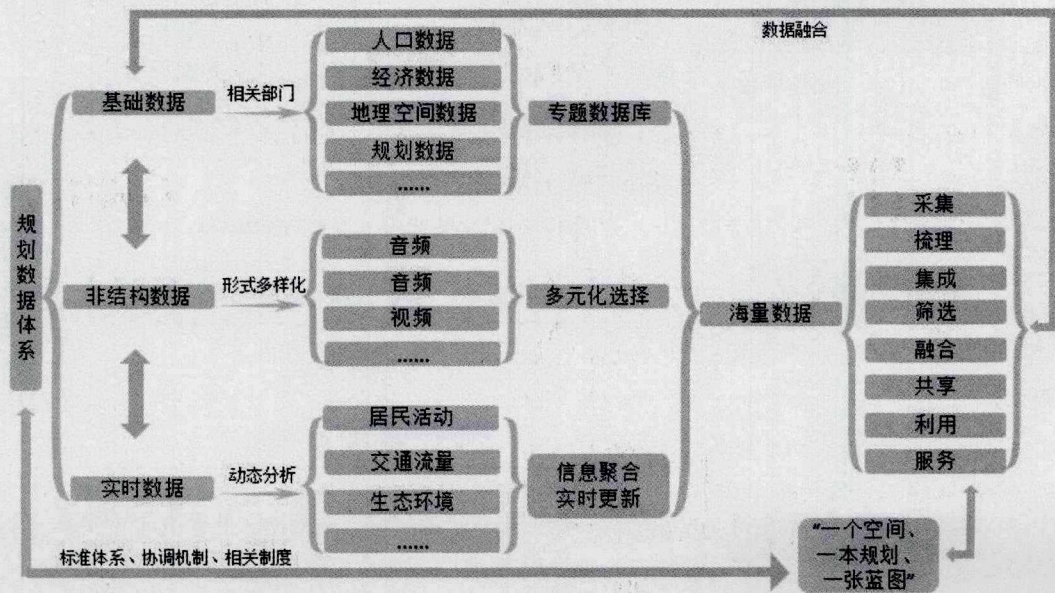 数据融合
规划数据体系
基础数据
相关部门
人口数据
经济数据
地理空间数据
规划数据
......
专题数据库
非结构数据
形式多样化
音频
音频
视频
......
多元化选择
实时数据
动态分析
居民活动
交通流量
生态环境
......
信息聚合
实时更新
海量数据
采集
梳理
集成
筛选
融合
共享
利用
服务
标准体系、协调机制、相关制度
“一个空间、
一本规划、
一张蓝图”